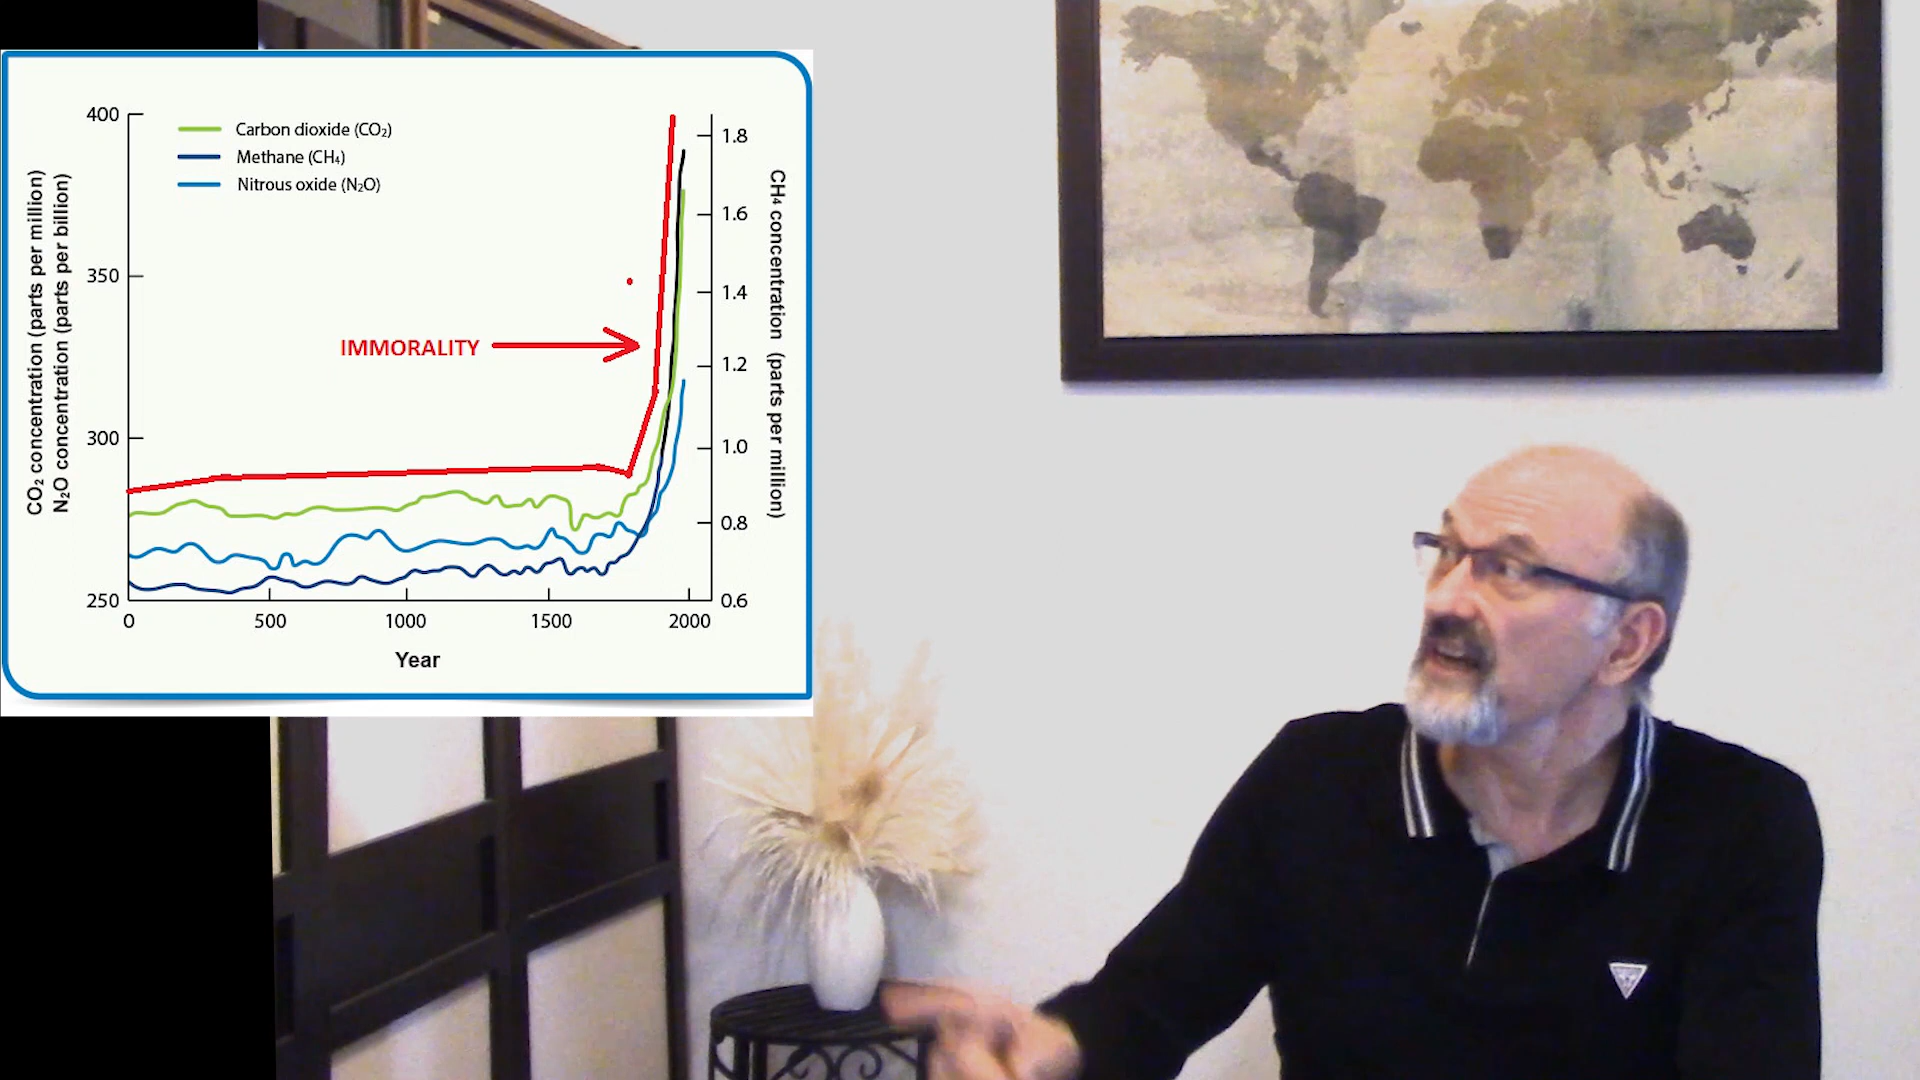 400
350
300
250
CO₂ concentration (parts per million)
N₂O concentration (parts per billion)
Carbon dioxide (CO₂)
Methane (CH₄)
Nitrous oxide (N₂O)
IMMORALITY
1.8
1.6
1.4
1.2
1.0
0.8
0.6
CH₄ concentration (parts per million)
0 500 1000 1500 2000
Year